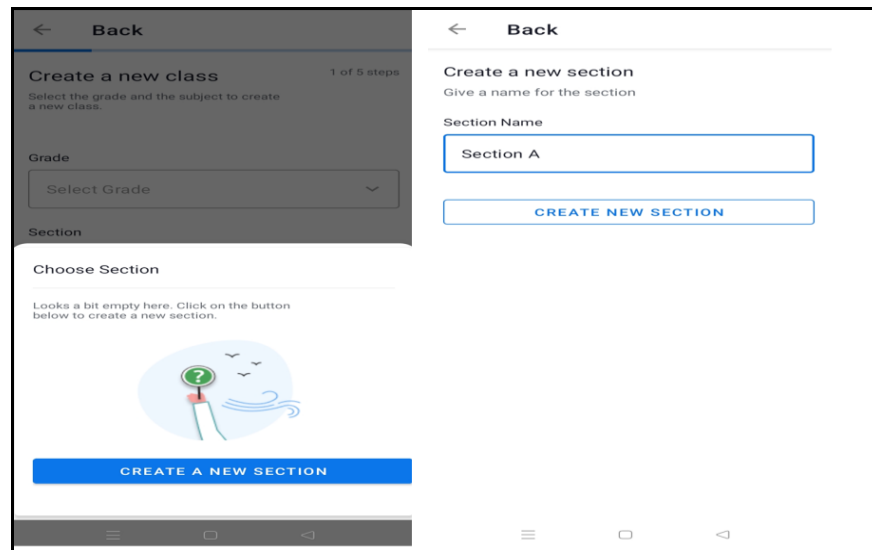 Back
Create a new class
1 of 5 steps
Select the grade and the subject to create
a new class.
Grade
Select Grade
Section
Choose Section
Looks a bit empty here. Click on the button
below to create a new section.
?
CREATE A NEW SECTION
Back
Create a new section
Give a name for the section
Section Name
Section A
CREATE NEW SECTION